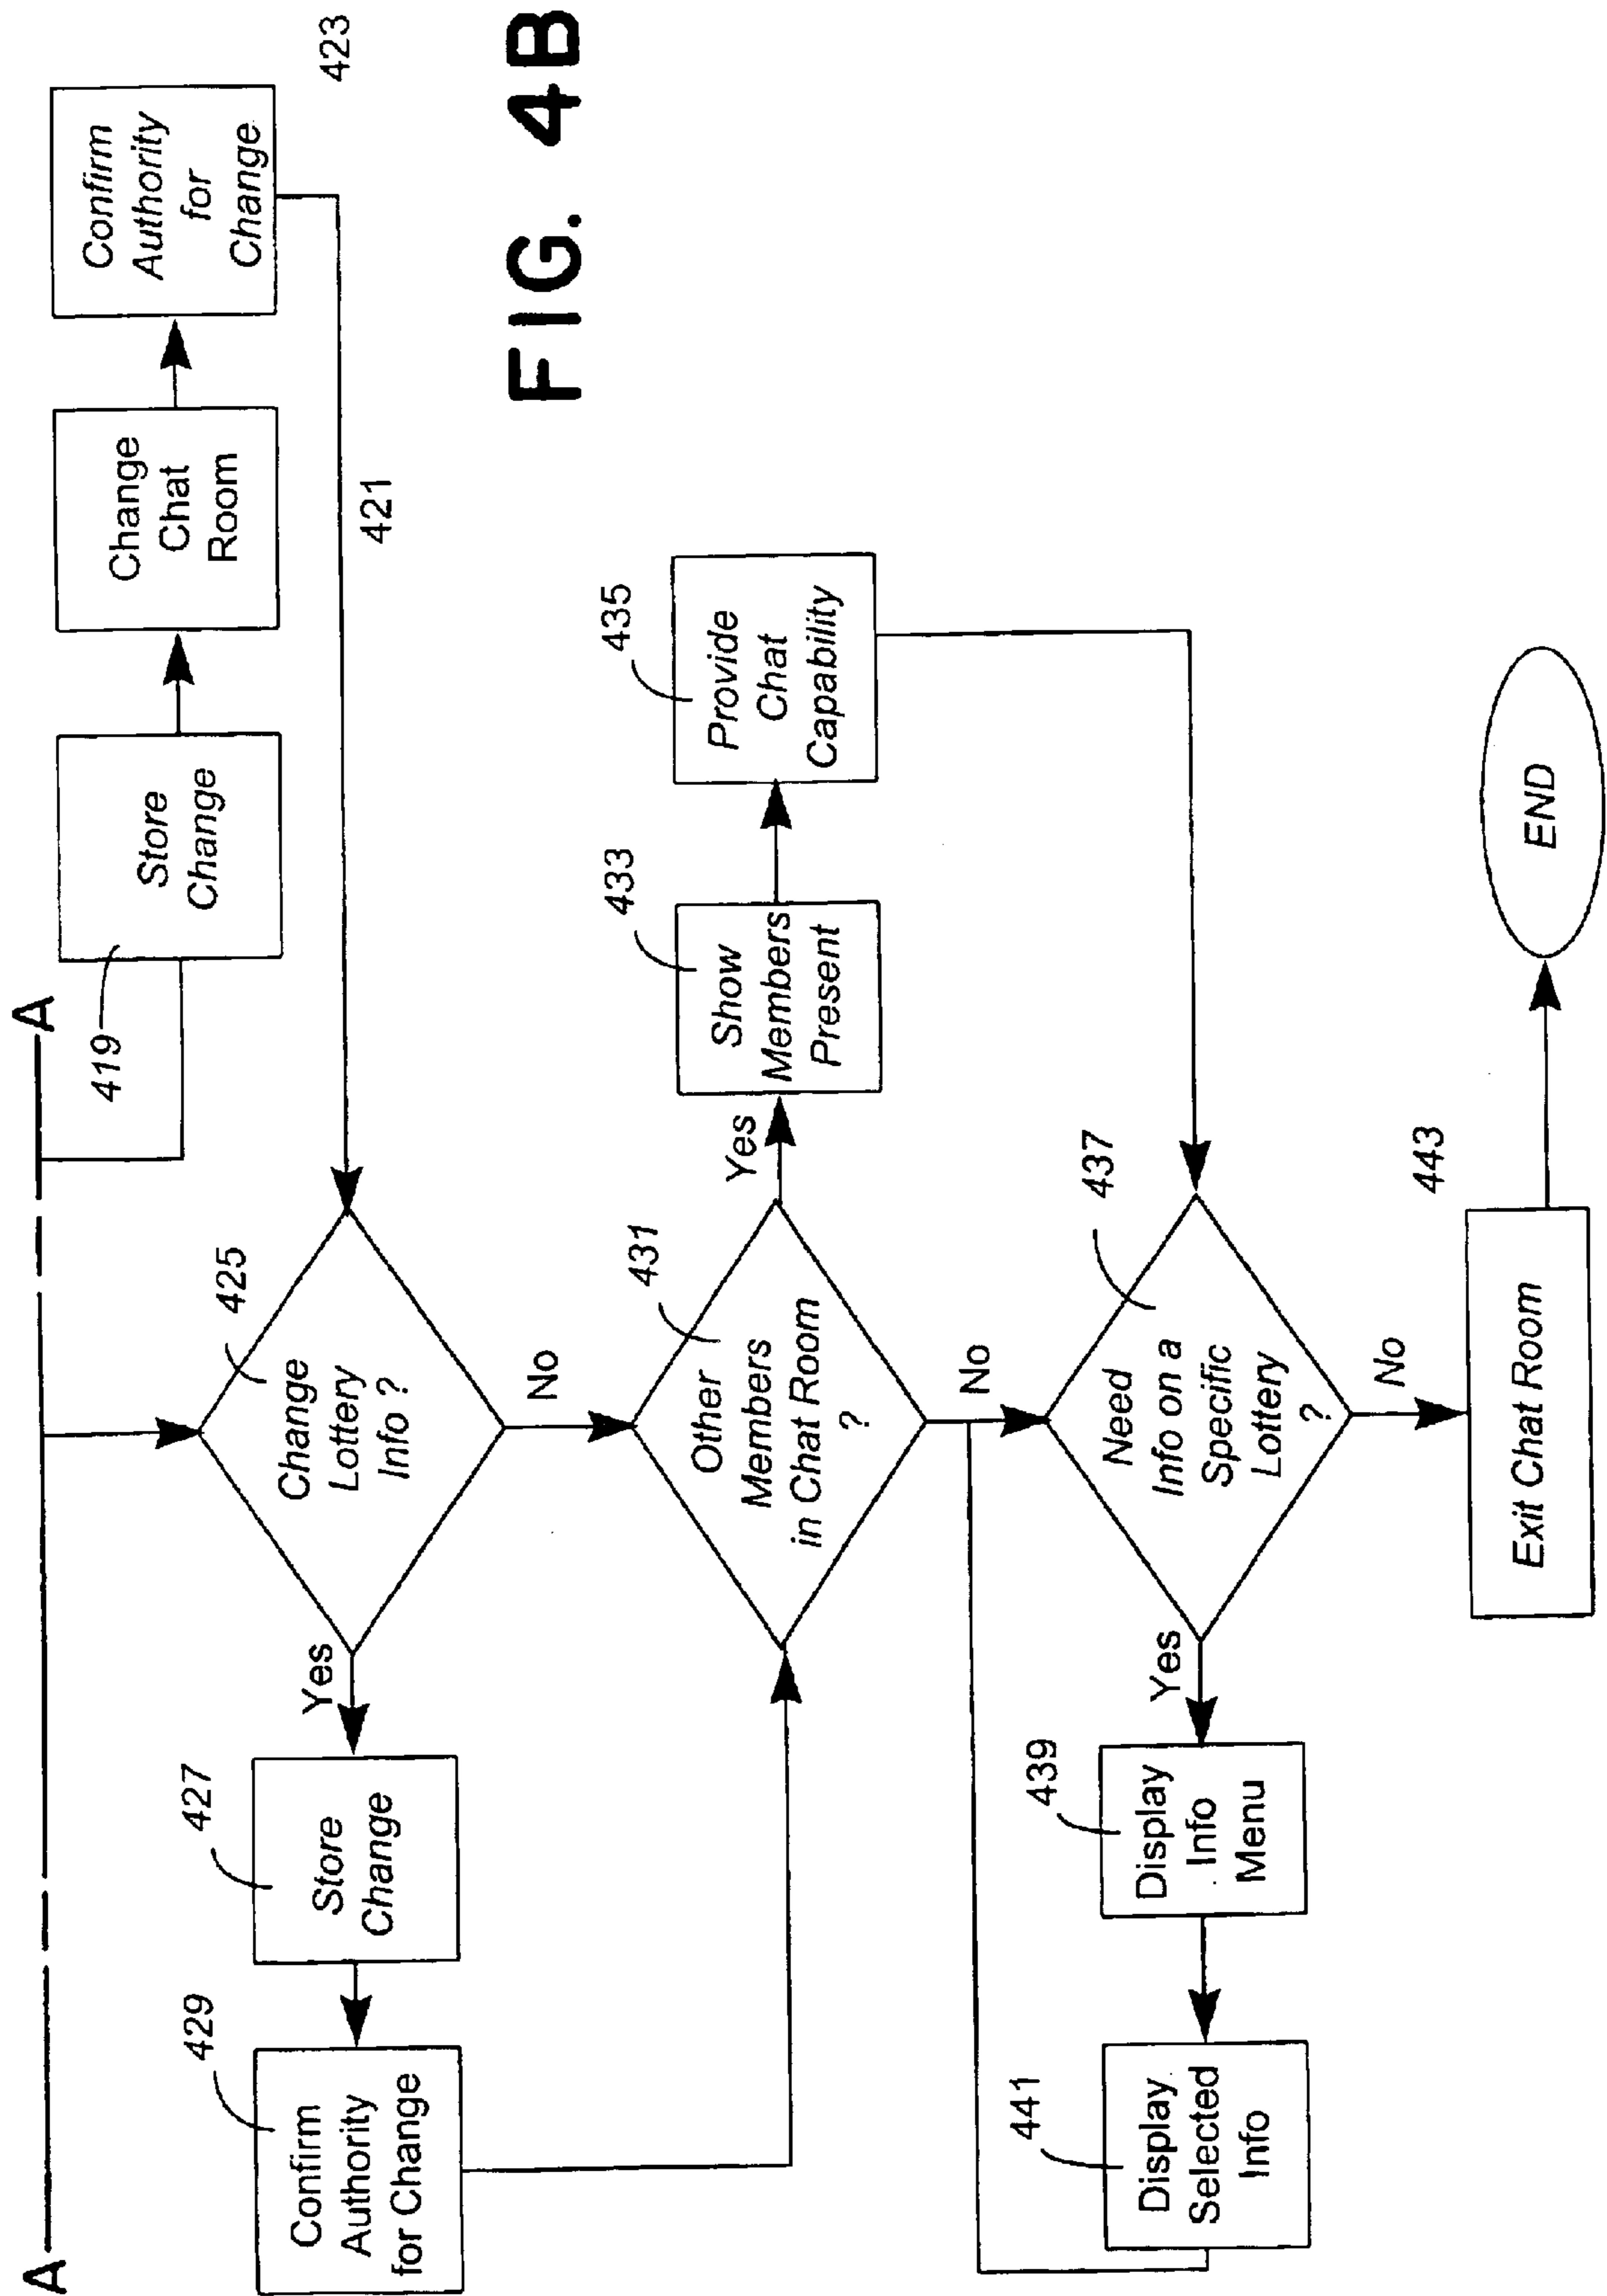 A A
419
Store
Change
Change
Chat
Room
Confirm
Authority
for
Change
423
421
425
Change
Lottery
Info ?
Yes
No
427
Store
Change
429
Confirm
Authority
for Change
431
Other
Members
in Chat Room
?
Yes
No
433
Show
Members
Present
435
Provide
Chat
Capability
437
Need
Info on a
Specific
Lottery
?
Yes
No
439
Display
Info
Menu
441
Display
Selected
Info
443
Exit Chat Room
END
FIG. 4B